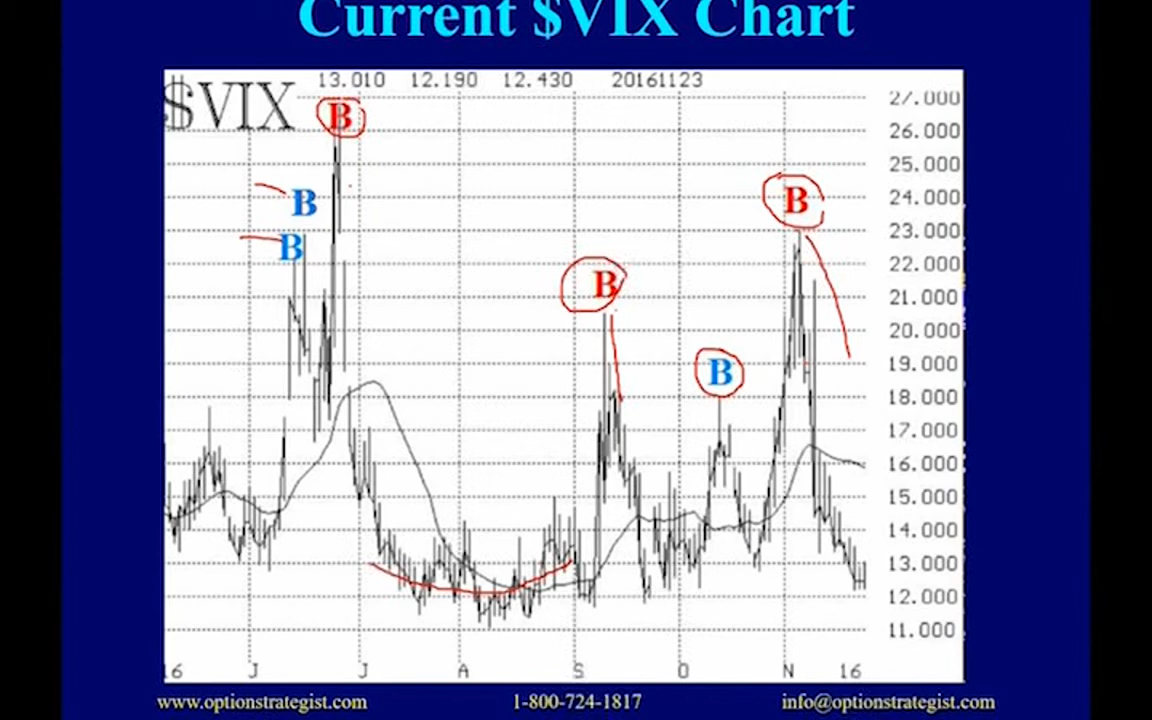 Current $VIX Chart
$VIX 13.010 12.190 12.430 20161123
27.000
26.000
25.000
24.000
23.000
22.000
21.000
20.000
19.000
18.000
17.000
16.000
15.000
14.000
13.000
12.000
11.000
B
B
B
B
B
B
16 J J A S O N 16
www.optionstrategist.com 1-800-724-1817 info@optionstrategist.com